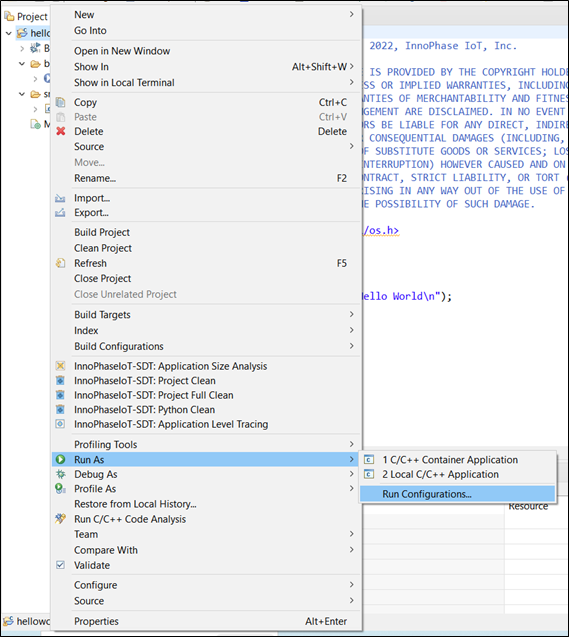 Project
hello
B
b
sr
M
New
Go Into
Open in New Window
Show In Alt+Shift+W
Show in Local Terminal
Copy Ctrl+C
Paste Ctrl+V
Delete Delete
Source
Move...
Rename... F2
Import...
Export...
Build Project
Clean Project
Refresh F5
Close Project
Close Unrelated Project
Build Targets
Index
Build Configurations
InnoPhaseIoT-SDT: Application Size Analysis
InnoPhaseIoT-SDT: Project Clean
InnoPhaseIoT-SDT: Project Full Clean
InnoPhaseIoT-SDT: Python Clean
InnoPhaseIoT-SDT: Application Level Tracing
Profiling Tools
Run As
Debug As
Profile As
Restore from Local History...
Run C/C++ Code Analysis
Team
Compare With
Validate
Configure
Source
Properties Alt+Enter
2022, InnoPhase IoT, Inc.
IS PROVIDED BY THE COPYRIGHT HOLDE
SS OR IMPLIED WARRANTIES, INCLUDING
NTIES OF MERCHANTABILITY AND FITNES
GEMENT ARE DISCLAIMED. IN NO EVENT
RS BE LIABLE FOR ANY DIRECT, INDIRE
CONSEQUENTIAL DAMAGES (INCLUDING,
OF SUBSTITUTE GOODS OR SERVICES; LOS
NTERRUPTION) HOWEVER CAUSED AND ON
ONTRACT, STRICT LIABILITY, OR TORT
RISING IN ANY WAY OUT OF THE USE OF
E POSSIBILITY OF SUCH DAMAGE.
/os.h>
ello World\n");
1 C/C++ Container Application
2 Local C/C++ Application
Run Configurations...
Resource
hellowo